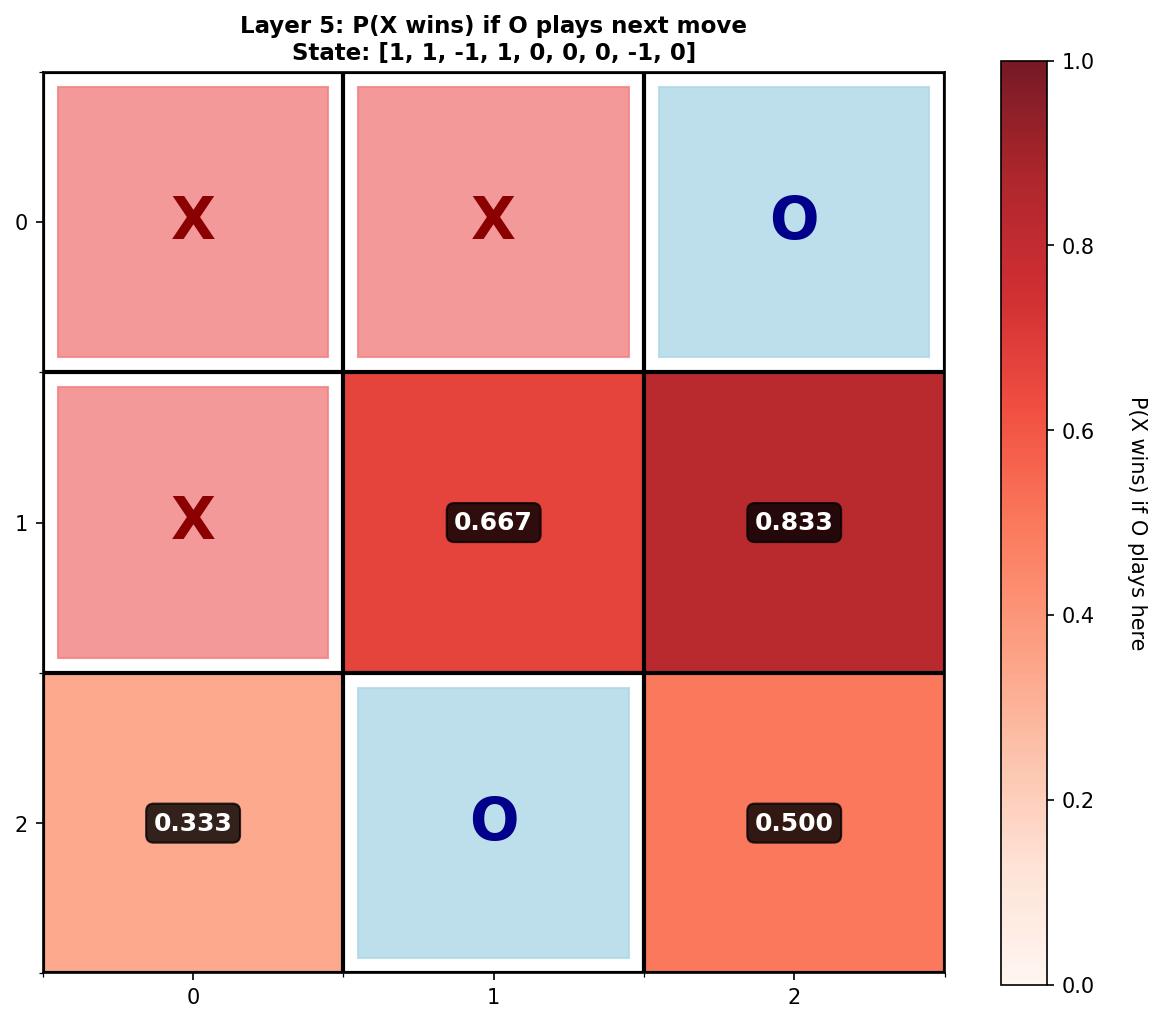 Layer 5: P(X wins) if O plays next move
State: [1, 1, -1, 1, 0, 0, 0, -1, 0]
0
X
X
O
1
X
0.667
0.833
2
0.333
O
0.500
0
1
2
1.0
0.8
0.6
0.4
0.2
0.0
P(X wins) if O plays here